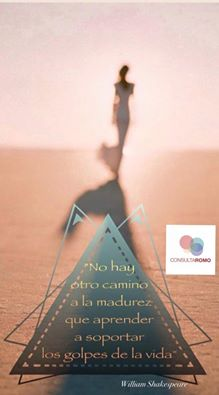 CONSULTAROMO
"No hay
otro camino
a la madurez
que aprender
a soportar
los golpes de la vida"
William Shakespeare